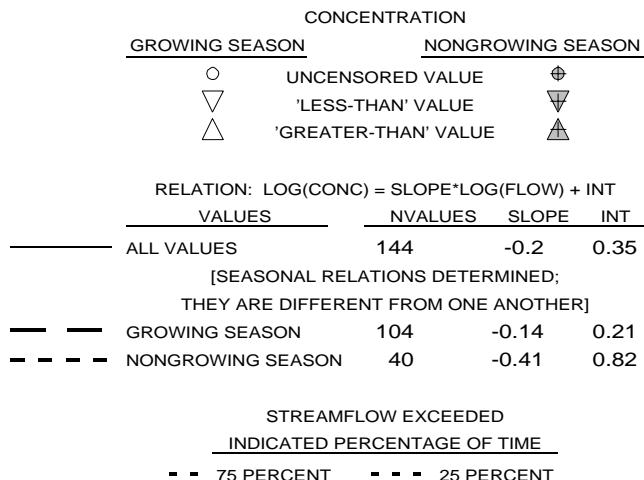 CONCENTRATION
GROWING SEASON NONGROWING SEASON
UNCENSORED VALUE
'LESS-THAN' VALUE
'GREATER-THAN' VALUE
RELATION: LOG(CONC) = SLOPE*LOG(FLOW) + INT
VALUES NVALUES SLOPE INT
ALL VALUES 144 -0.2 0.35
[SEASONAL RELATIONS DETERMINED;
THEY ARE DIFFERENT FROM ONE ANOTHER]
GROWING SEASON 104 -0.14 0.21
NONGROWING SEASON 40 -0.41 0.82
STREAMFLOW EXCEEDED
INDICATED PERCENTAGE OF TIME
75 PERCENT 25 PERCENT